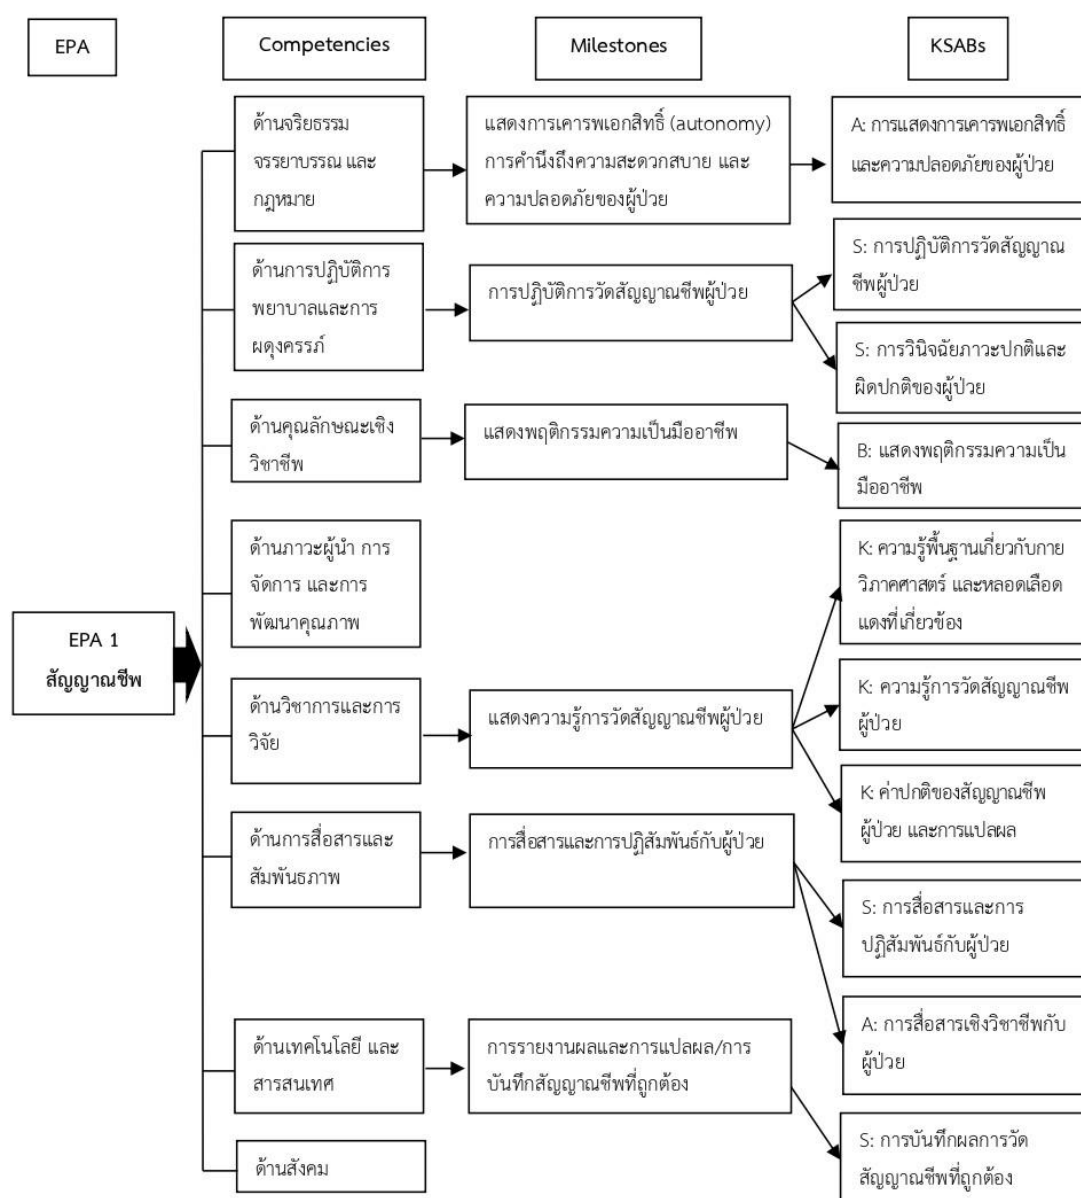 EPA
Competencies
Milestones
KSABs
ด้านจริยธรรม
จรรยาบรรณ และ
กฎหมาย
แสดงการเคารพเอกสิทธิ์ (autonomy)
การคำนึงถึงความสะดวกสบาย และ
ความปลอดภัยของผู้ป่วย
A: การแสดงการเคารพเอกสิทธิ์
และความปลอดภัยของผู้ป่วย
ด้านการปฏิบัติการ
พยาบาลและการ
ผดุงครรภ์
การปฏิบัติการวัดสัญญาณชีพผู้ป่วย
S: การปฏิบัติการวัดสัญญาณ
ชีพผู้ป่วย
S: การวินิจฉัยภาวะปกติและ
ผิดปกติของผู้ป่วย
ด้านคุณลักษณะเชิง
วิชาชีพ
แสดงพฤติกรรมความเป็นมืออาชีพ
B: แสดงพฤติกรรมความเป็น
มืออาชีพ
ด้านภาวะผู้นำ การ
จัดการ และการ
พัฒนาคุณภาพ
K: ความรู้พื้นฐานเกี่ยวกับกาย
วิภาคศาสตร์ และหลอดเลือด
แดงที่เกี่ยวข้อง
EPA 1
สัญญาณชีพ
ด้านวิชาการและการ
วิจัย
แสดงความรู้การวัดสัญญาณชีพผู้ป่วย
K: ความรู้การวัดสัญญาณชีพ
ผู้ป่วย
K: ค่าปกติของสัญญาณชีพ
ผู้ป่วย และการแปลผล
ด้านการสื่อสารและ
สัมพันธภาพ
การสื่อสารและการปฏิสัมพันธ์กับผู้ป่วย
S: การสื่อสารและการ
ปฏิสัมพันธ์กับผู้ป่วย
A: การสื่อสารเชิงวิชาชีพกับ
ผู้ป่วย
ด้านเทคโนโลยี และ
สารสนเทศ
การรายงานผลและการแปลผล/การ
บันทึกสัญญาณชีพที่ถูกต้อง
S: การบันทึกผลการวัด
สัญญาณชีพที่ถูกต้อง
ด้านสังคม